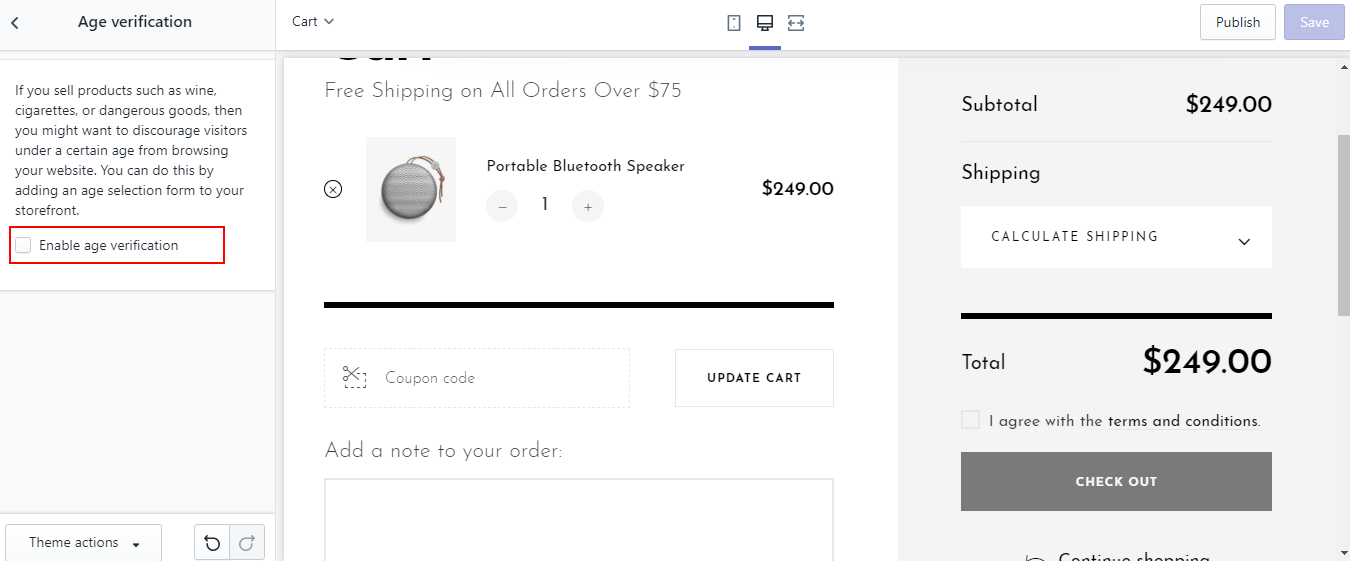 Age verification
Cart
Publish
Save
If you sell products such as wine,
cigarettes, or dangerous goods, then
you might want to discourage visitors
under a certain age from browsing
your website. You can do this by
adding an age selection form to your
storefront.
Enable age verification
Theme actions
Cart
Free Shipping on All Orders Over $75
Portable Bluetooth Speaker
1
$249.00
Coupon code
UPDATE CART
Add a note to your order:
Subtotal $249.00
Shipping
CALCULATE SHIPPING
Total $249.00
I agree with the terms and conditions.
CHECK OUT
Continue shopping